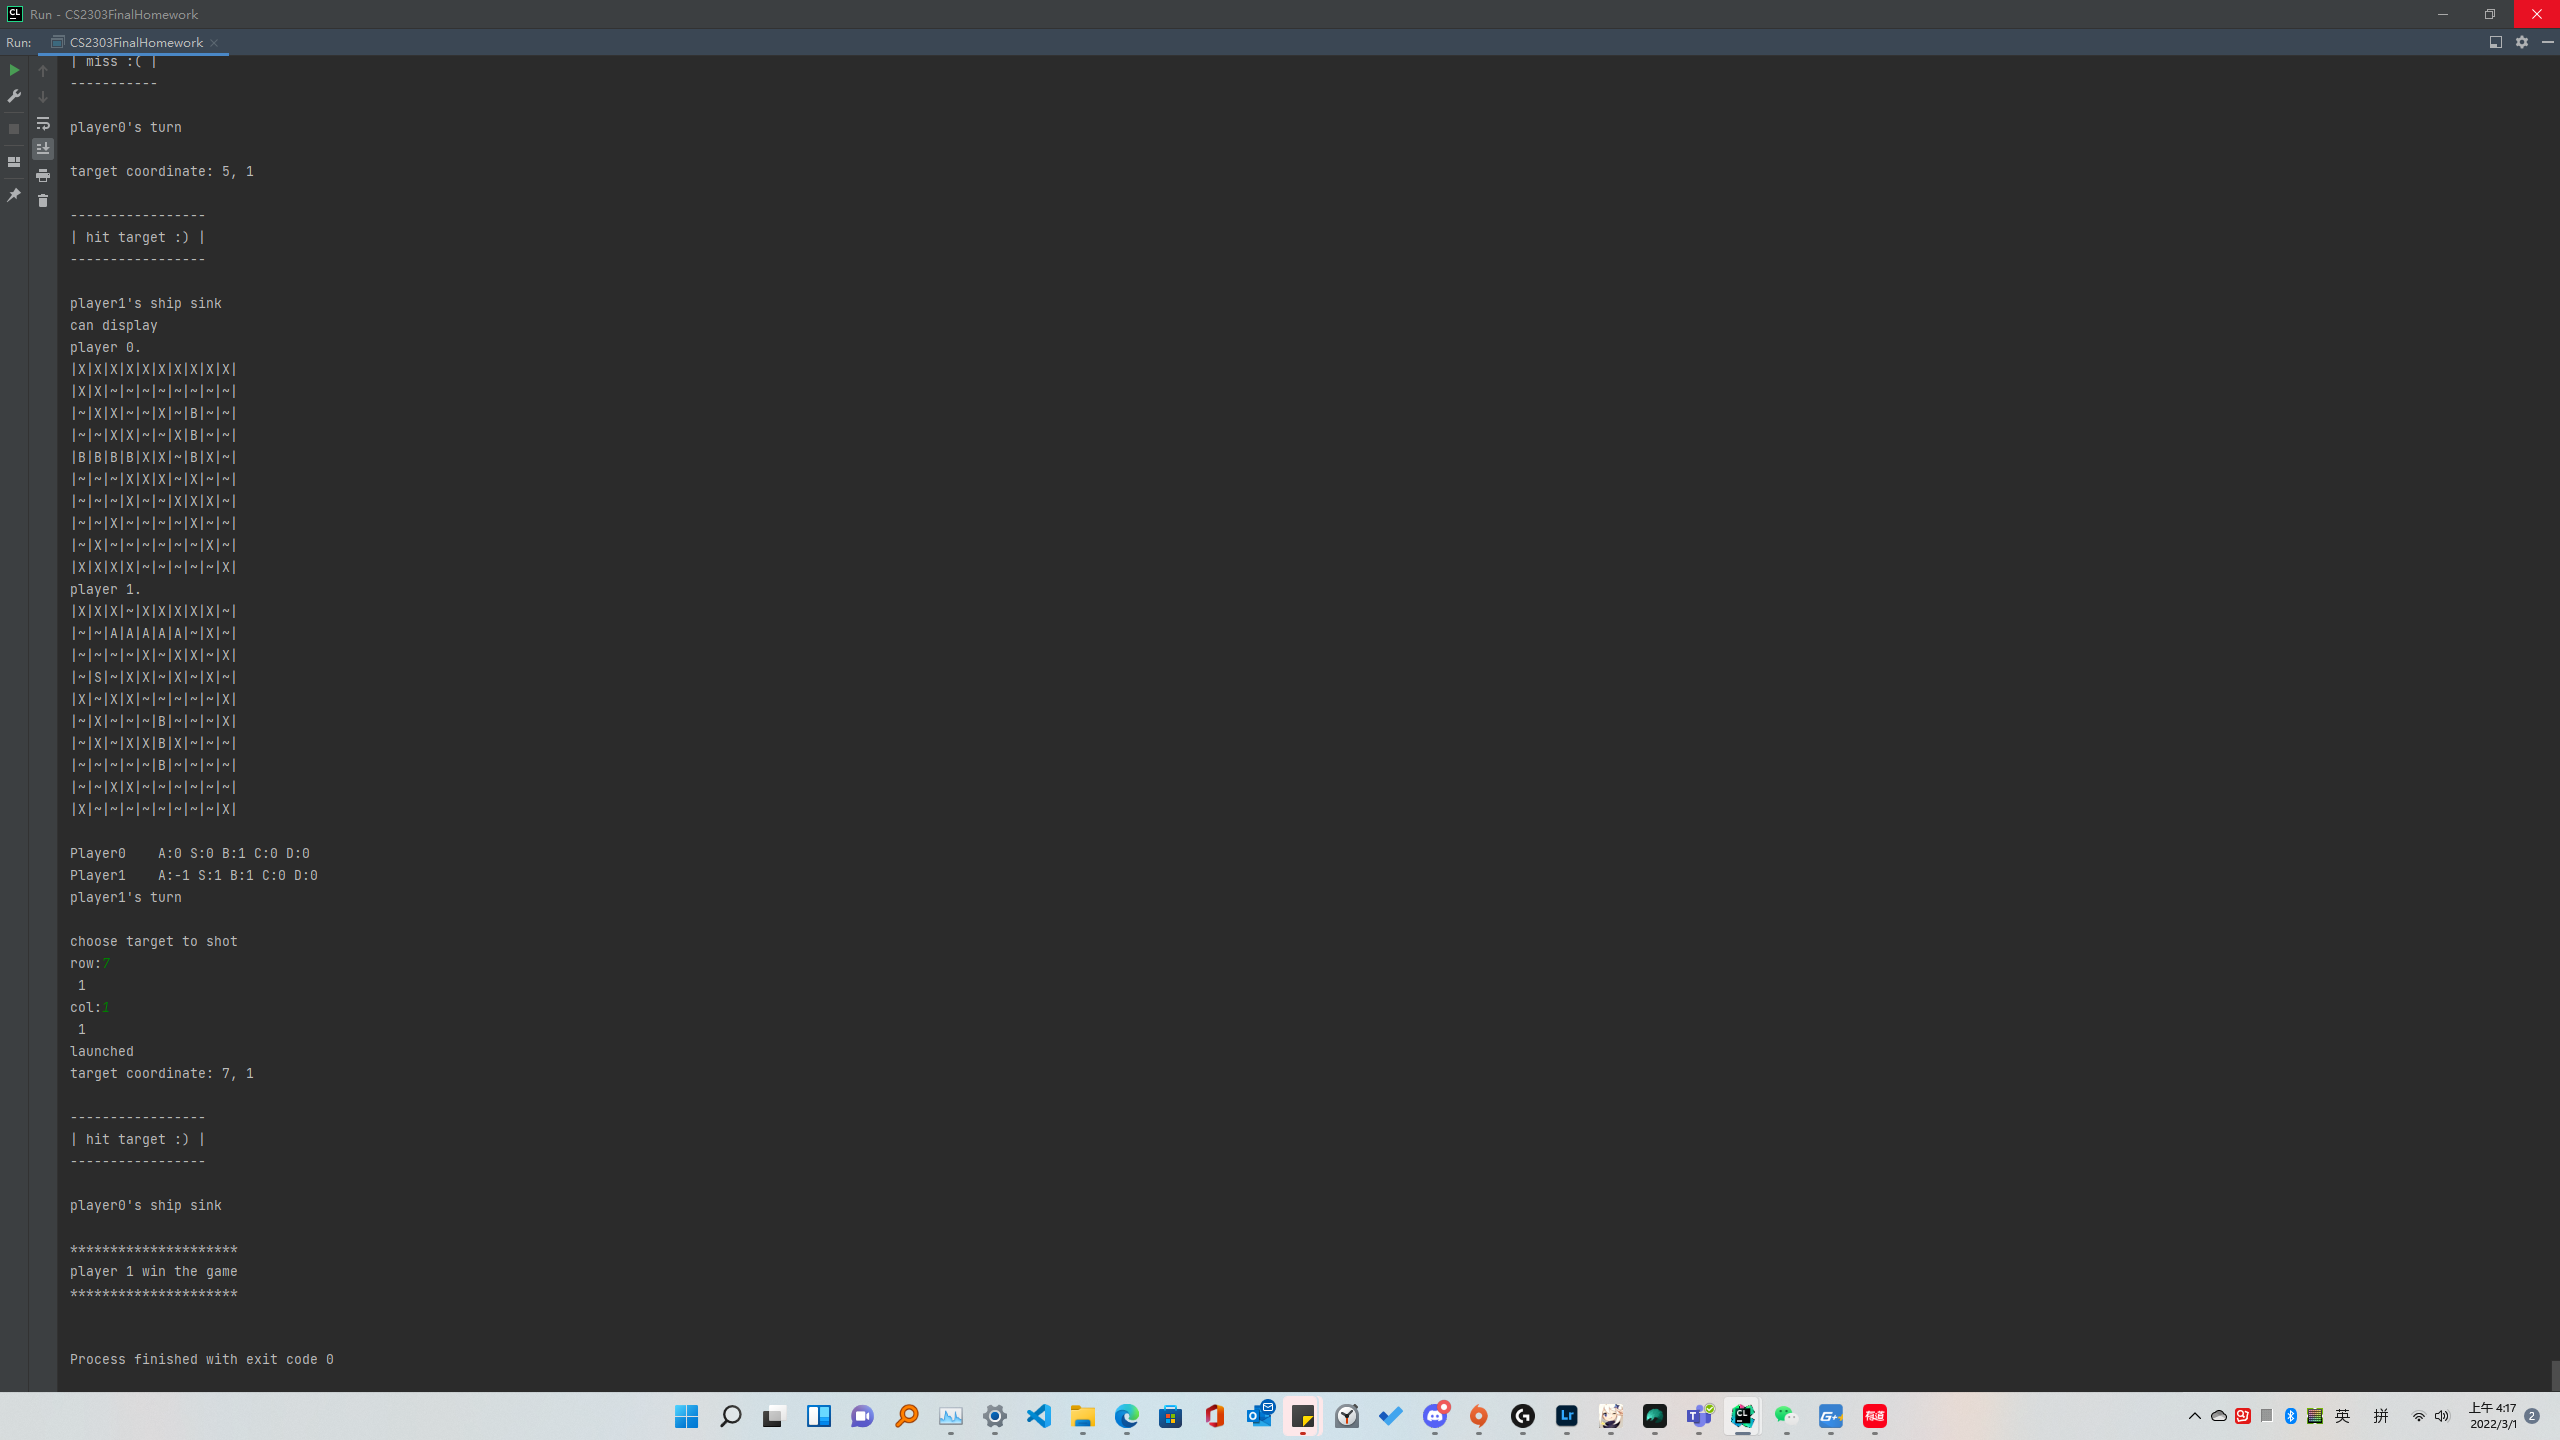 Run - CS2303FinalHomework
Run: CS2303FinalHomework
| miss :( |
-----------
player0's turn
target coordinate: 5, 1
-----------------
| hit target :) |
-----------------
player1's ship sink
can display
player 0.
|X|X|X|X|X|X|X|X|X|X|
|X|X|~|~|~|~|~|~|~|~|
|~|X|X|~|~|X|~|B|~|~|
|~|~|X|X|~|~|X|B|~|~|
|B|B|B|B|X|X|~|B|X|~|
|~|~|~|X|X|X|~|X|~|~|
|~|~|~|X|~|~|X|X|X|~|
|~|~|X|~|~|~|~|X|~|~|
|~|X|~|~|~|~|~|~|X|~|
|X|X|X|X|~|~|~|~|~|X|
player 1.
|X|X|X|~|X|X|X|X|X|~|
|~|~|A|A|A|A|A|~|X|~|
|~|~|~|~|X|~|X|X|~|X|
|~|S|~|X|X|~|X|~|X|~|
|X|~|X|X|~|~|~|~|~|X|
|~|X|~|~|~|B|~|~|~|X|
|~|X|~|X|X|B|X|~|~|~|
|~|~|~|~|~|B|~|~|~|~|
|~|~|X|X|~|~|~|~|~|~|
|X|~|~|~|~|~|~|~|~|X|
Player0    A:0 S:0 B:1 C:0 D:0
Player1    A:-1 S:1 B:1 C:0 D:0
player1's turn
choose target to shot
row:7
1
col:1
1
launched
target coordinate: 7, 1
-----------------
| hit target :) |
-----------------
player0's ship sink
*********************
player 1 win the game
*********************
Process finished with exit code 0
英 拼 上午 4:17
2022/3/1 2